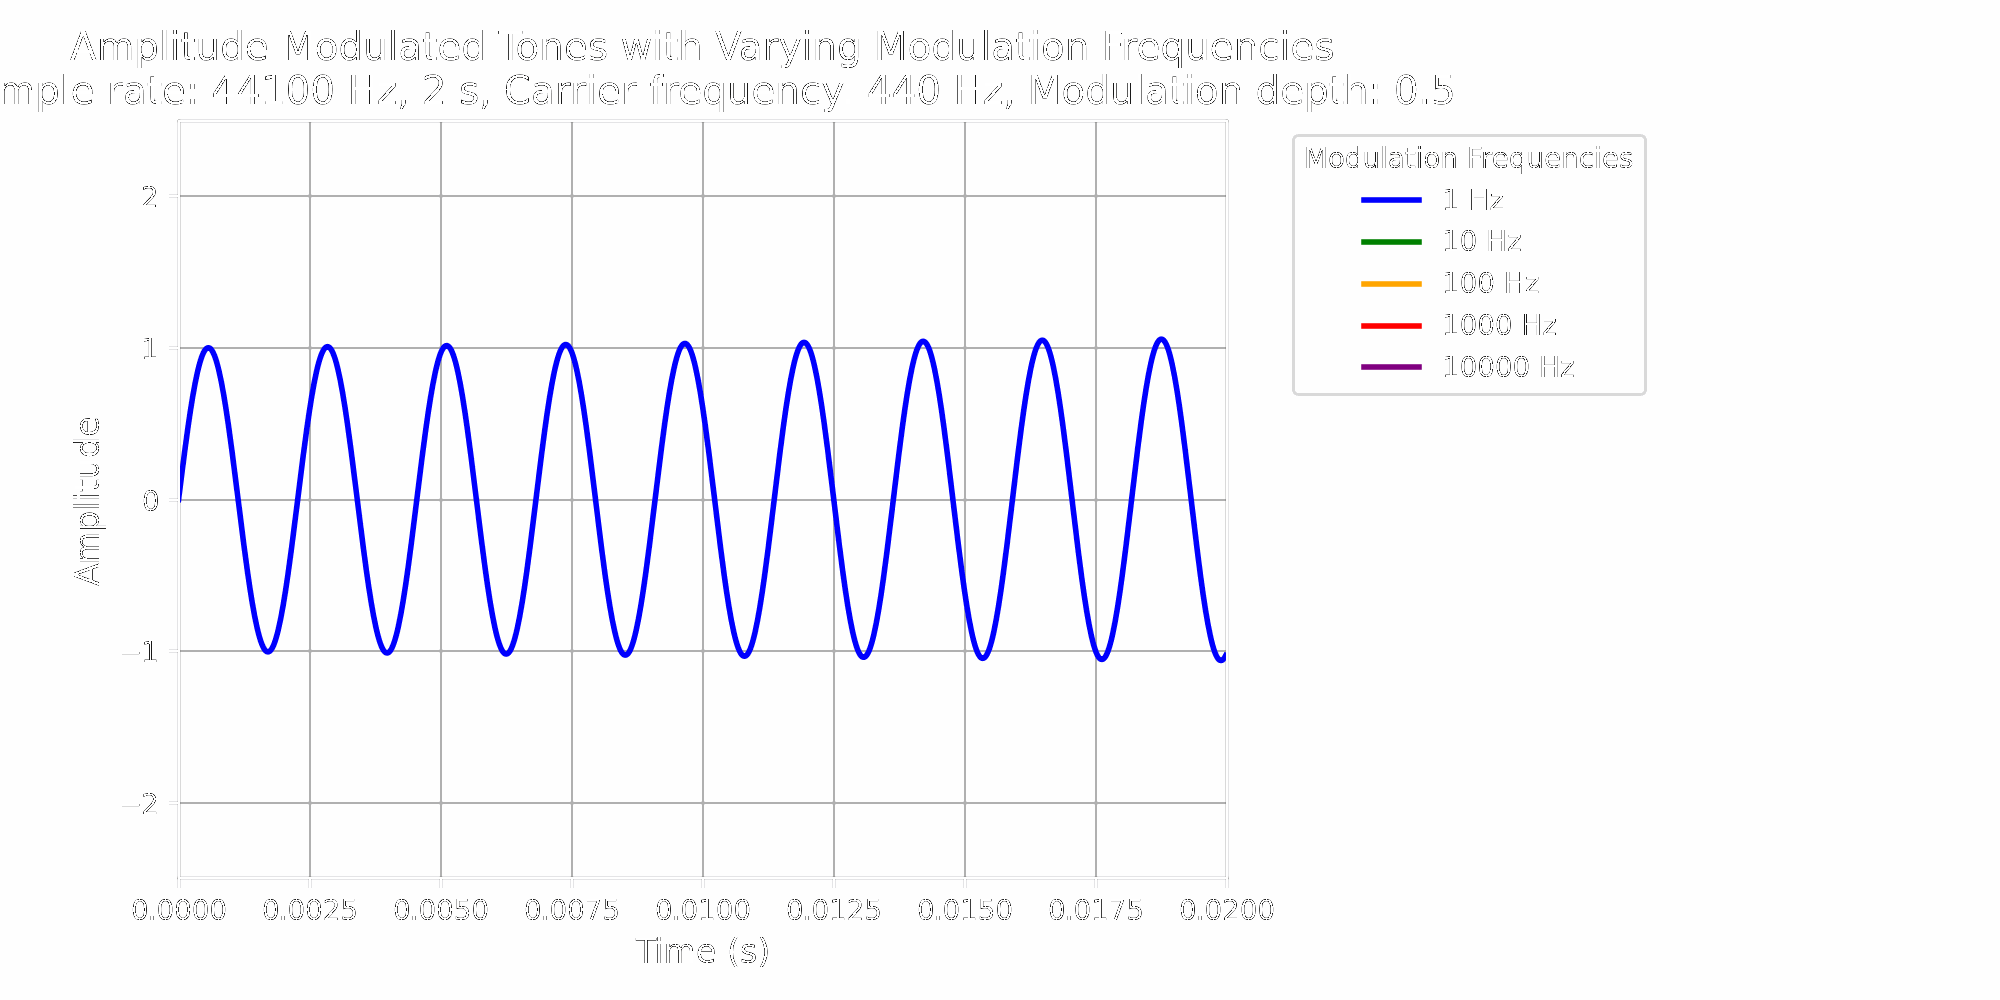 Amplitude Modulated Tones with Varying Modulation Frequencies
mple rate: 44100 Hz, 2 s, Carrier frequency 440 Hz, Modulation depth: 0.5
Modulation Frequencies
1 Hz
10 Hz
100 Hz
1000 Hz
10000 Hz
Amplitude
2
1
0
−1
−2
0.0000 0.0025 0.0050 0.0075 0.0100 0.0125 0.0150 0.0175 0.0200
Time (s)